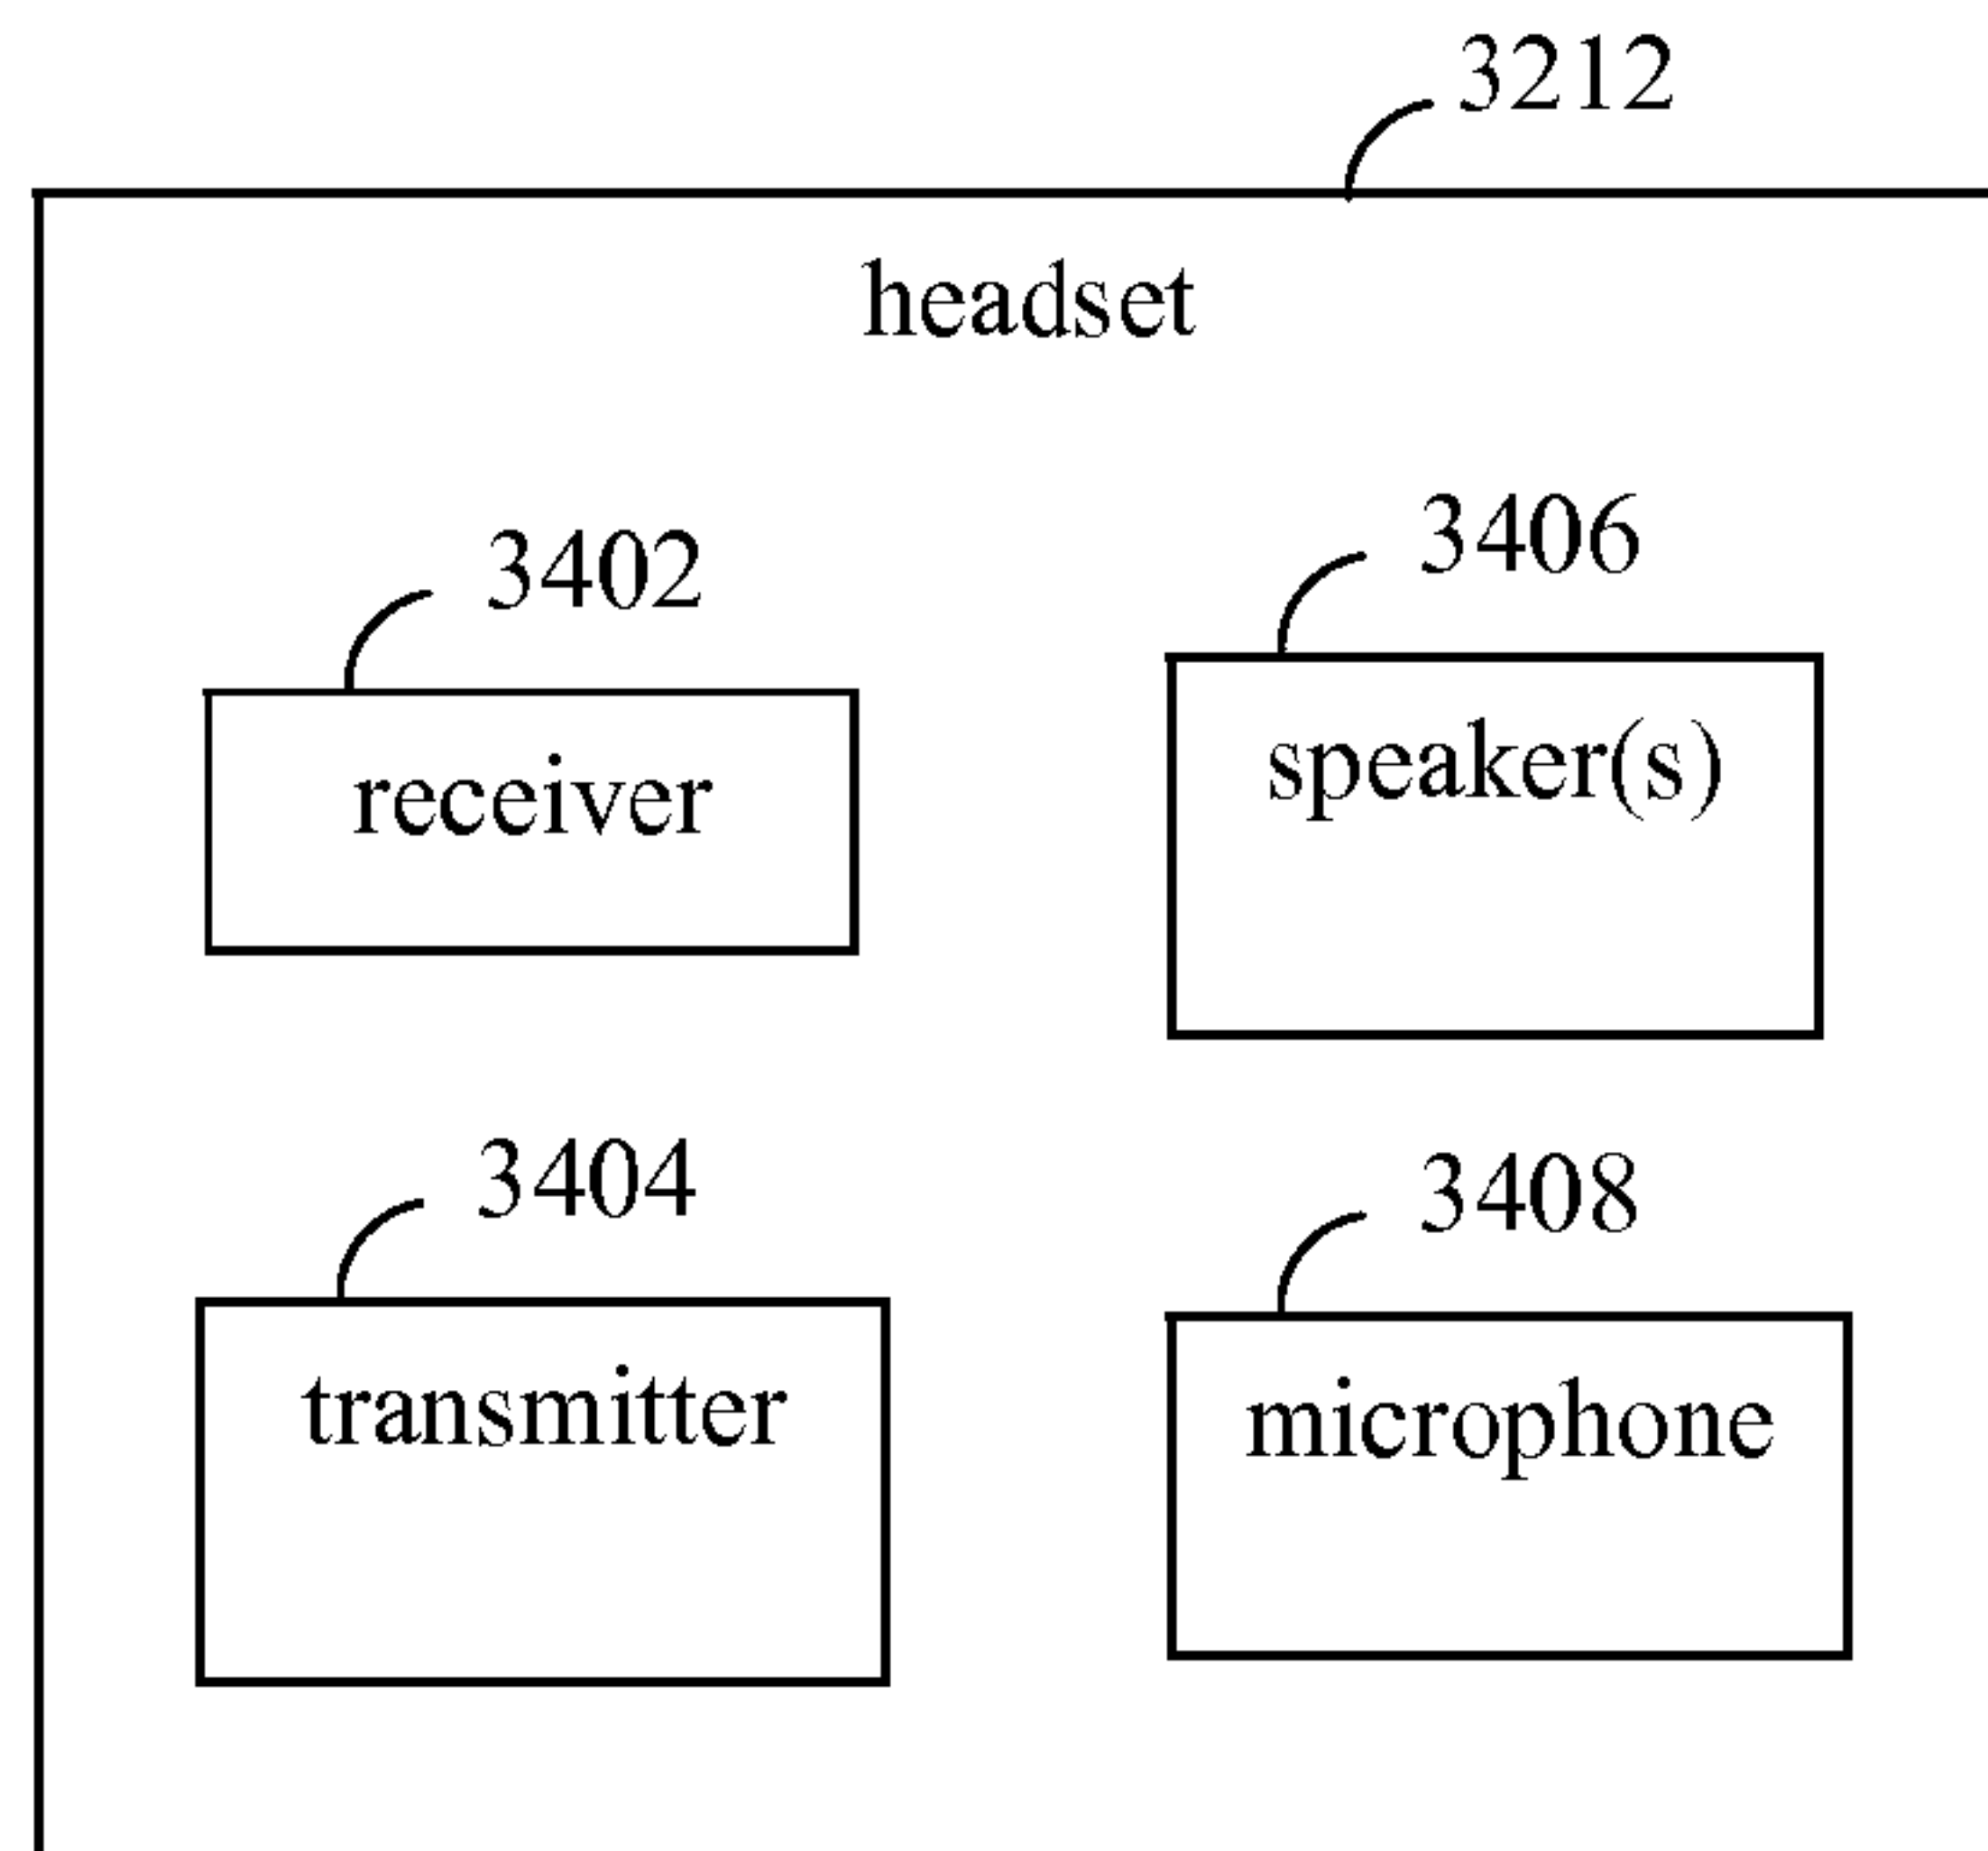 3212
headset
3402
receiver
3406
speaker(s)
3404
transmitter
3408
microphone